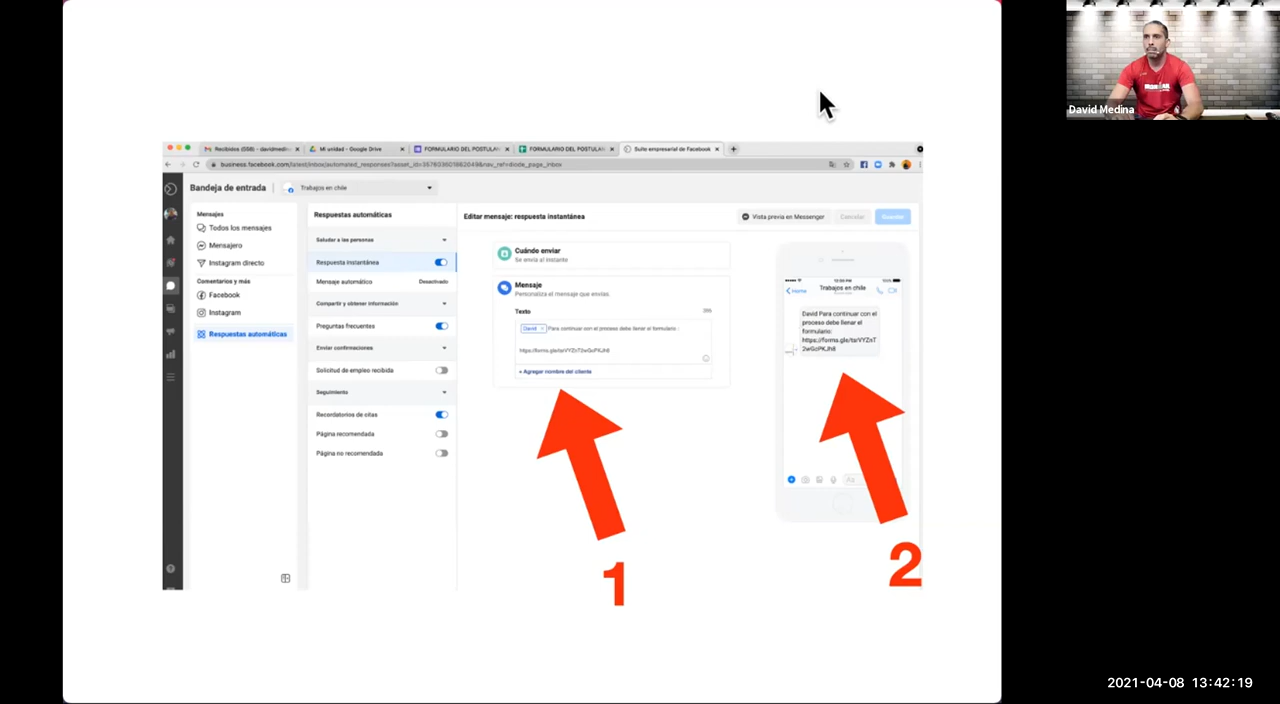 David Medina
Recibidos (558) - davidmedin
Mi unidad - Google Drive
FORMULARIO DEL POSTULAN
FORMULARIO DEL POSTULAN
Suite empresarial de Facebook
Bandeja de entrada
Trabajos en chile
Mensajes
Todos los mensajes
Mensajero
Instagram directo
Comentarios y más
Facebook
Instagram
Respuestas automáticas
Respuestas automáticas
Saludar a las personas
Respuesta instantánea
Mensaje automático
Desactivado
Compartir y obtener información
Preguntas frecuentes
Enviar confirmaciones
Solicitud de empleo recibida
Seguimiento
Recordatorios de citas
Página recomendada
Página no recomendada
Editar mensaje: respuesta instantánea
Vista previa en Messenger
Cancelar
Guardar
Cuándo enviar
Se envía al instante
Mensaje
Personaliza el mensaje que envías.
Texto
David × Para continuar con el proceso debe llenar el formulario :
+ Agregar nombre del cliente
Home
Trabajos en chile
David Para continuar con el
proceso debe llenar el
formulario:
Aa
1
2
2021-04-08 13:42:19